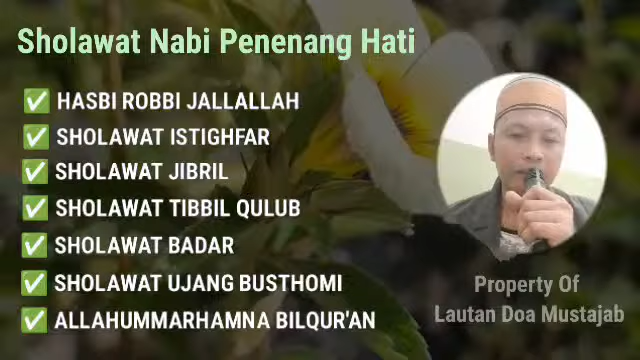 Sholawat Nabi Penenang Hati
✅ HASBI ROBBI JALLALLAH
✅ SHOLAWAT ISTIGHFAR
✅ SHOLAWAT JIBRIL
✅ SHOLAWAT TIBBIL QULUB
✅ SHOLAWAT BADAR
✅ SHOLAWAT UJANG BUSTHOMI
✅ ALLAHUMMARHAMNA BILQUR'AN
Property Of
Lautan Doa Mustajab